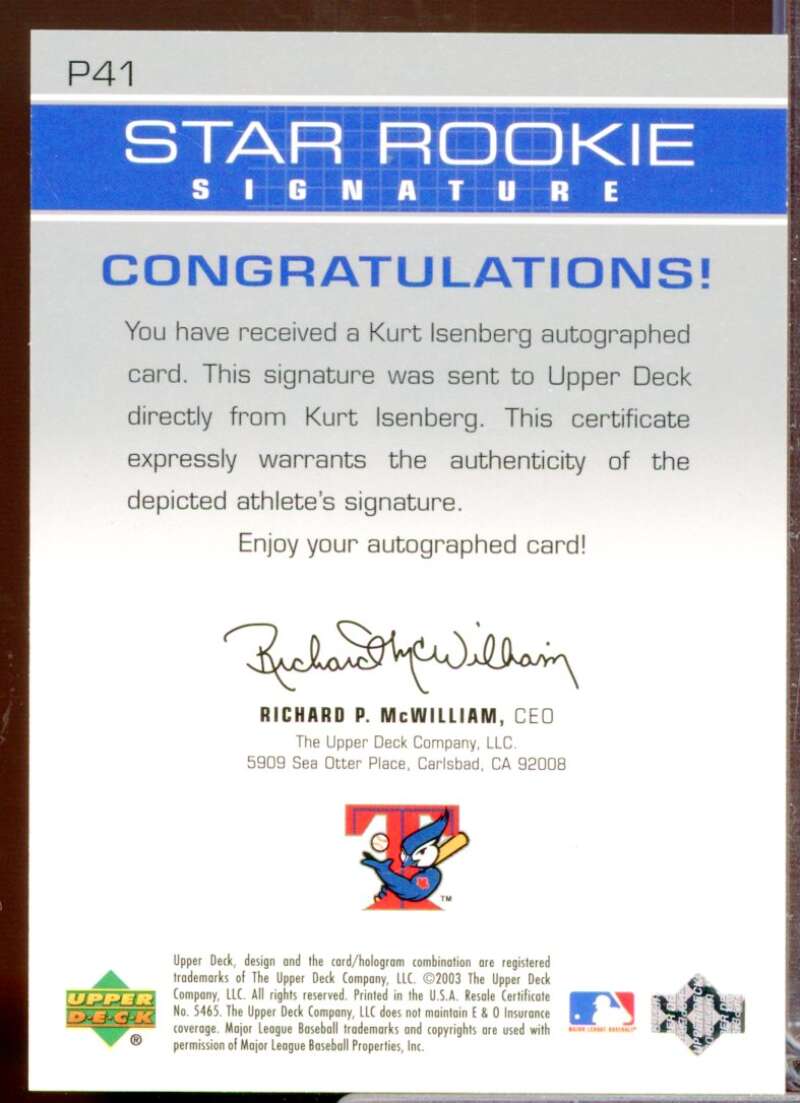 P41
STAR ROOKIE
SIGNATURE
CONGRATULATIONS!
You have received a Kurt Isenberg autographed
card. This signature was sent to Upper Deck
directly from Kurt Isenberg. This certificate
expressly warrants the authenticity of the
depicted athlete's signature.
Enjoy your autographed card!
Richard McWilliam
RICHARD P. McWILLIAM, CEO
The Upper Deck Company, LLC.
5909 Sea Otter Place, Carlsbad, CA 92008
T
TM
Upper Deck, design and the card/hologram combination are registered
trademarks of The Upper Deck Company, LLC. ©2003 The Upper Deck
Company, LLC. All rights reserved. Printed in the U.S.A. Resale Certificate
No. 5465. The Upper Deck Company, LLC does not maintain E & O Insurance
coverage. Major League Baseball trademarks and copyrights are used with
permission of Major League Baseball Properties, Inc.
UPPER
D·E·C·K
®
MAJOR LEAGUE BASEBALL